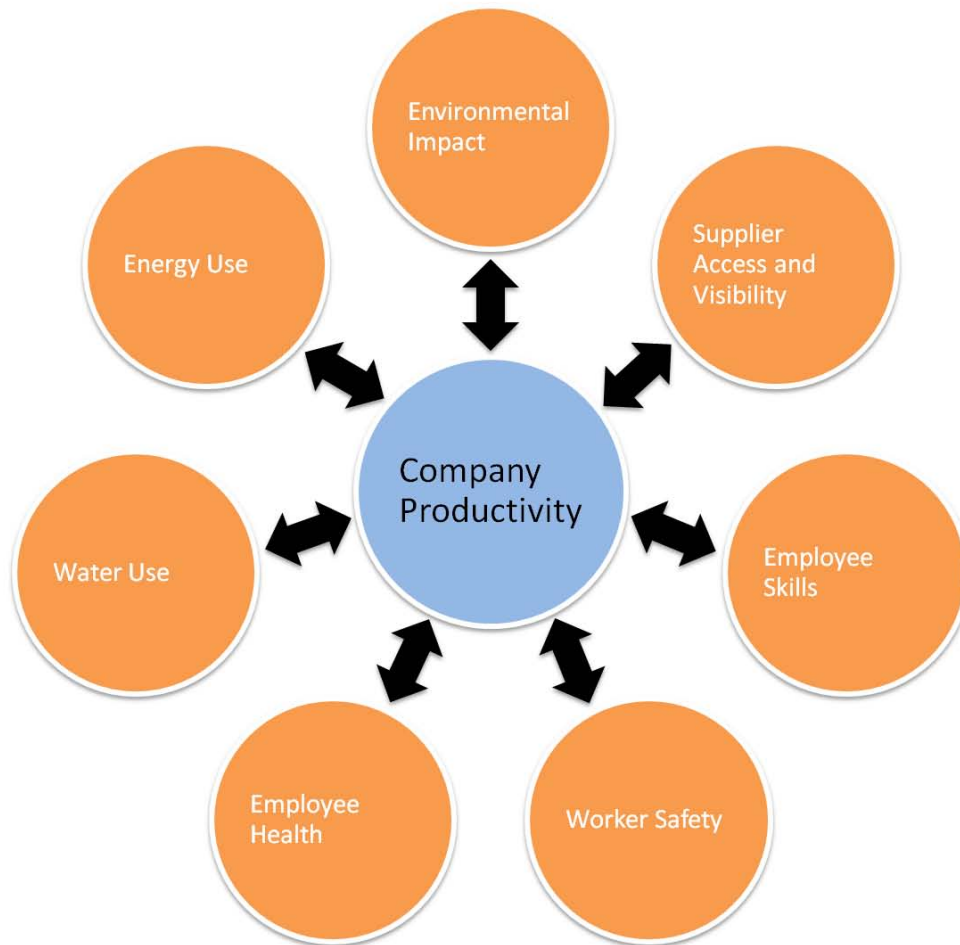 Environmental
Impact
Supplier
Access and
Visibility
Employee
Skills
Worker Safety
Employee
Health
Water Use
Energy Use
Company
Productivity